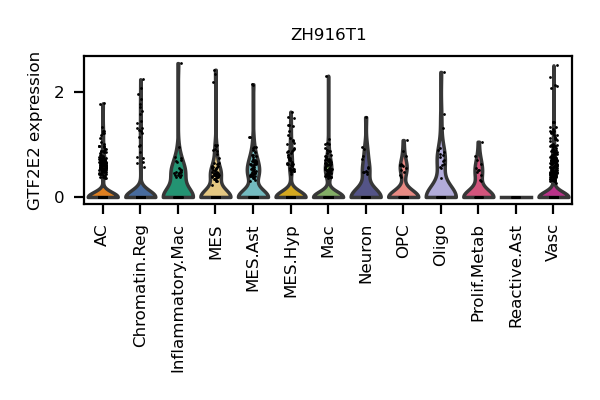 ZH916T1
GTF2E2 expression
2
0
AC
Chromatin.Reg
Inflammatory.Mac
MES
MES.Ast
MES.Hyp
Mac
Neuron
OPC
Oligo
Prolif.Metab
Reactive.Ast
Vasc